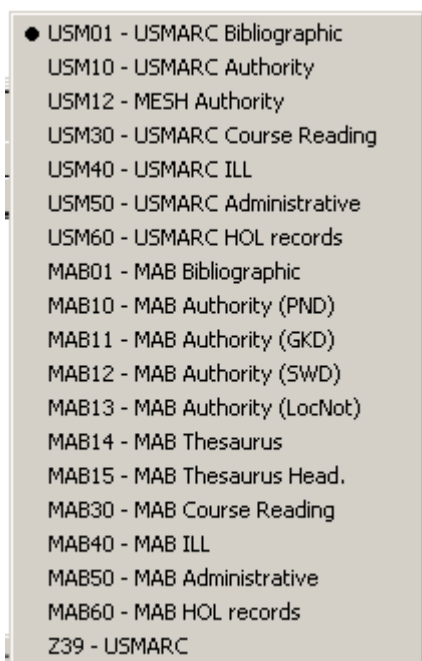 USM01 - USMARC Bibliographic
USM10 - USMARC Authority
USM12 - MESH Authority
USM30 - USMARC Course Reading
USM40 - USMARC ILL
USM50 - USMARC Administrative
USM60 - USMARC HOL records
MAB01 - MAB Bibliographic
MAB10 - MAB Authority (PND)
MAB11 - MAB Authority (GKD)
MAB12 - MAB Authority (SWD)
MAB13 - MAB Authority (LocNot)
MAB14 - MAB Thesaurus
MAB15 - MAB Thesaurus Head.
MAB30 - MAB Course Reading
MAB40 - MAB ILL
MAB50 - MAB Administrative
MAB60 - MAB HOL records
Z39 - USMARC